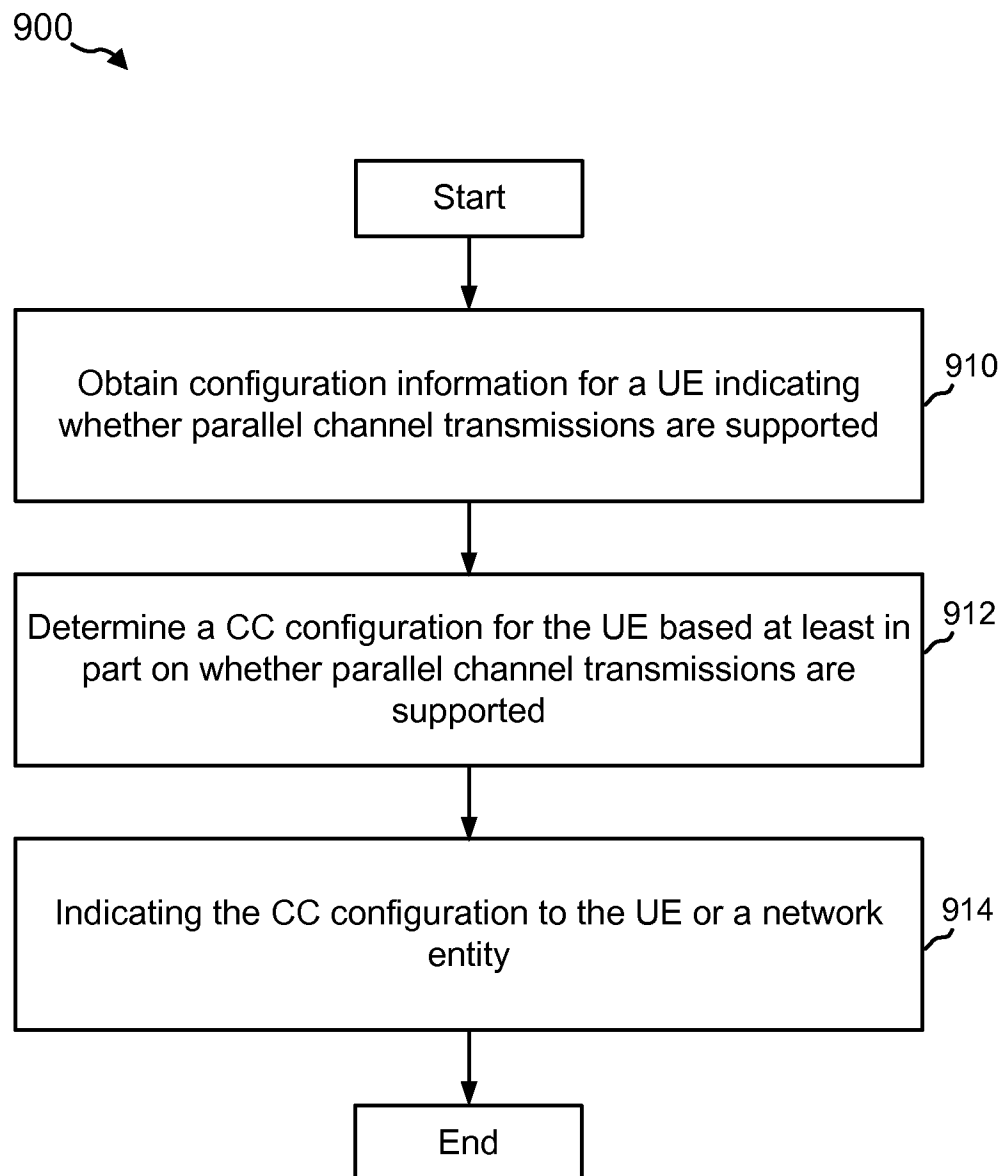 900
Start
Obtain configuration information for a UE indicating
whether parallel channel transmissions are supported
910
Determine a CC configuration for the UE based at least in
part on whether parallel channel transmissions are
supported
912
Indicating the CC configuration to the UE or a network
entity
914
End